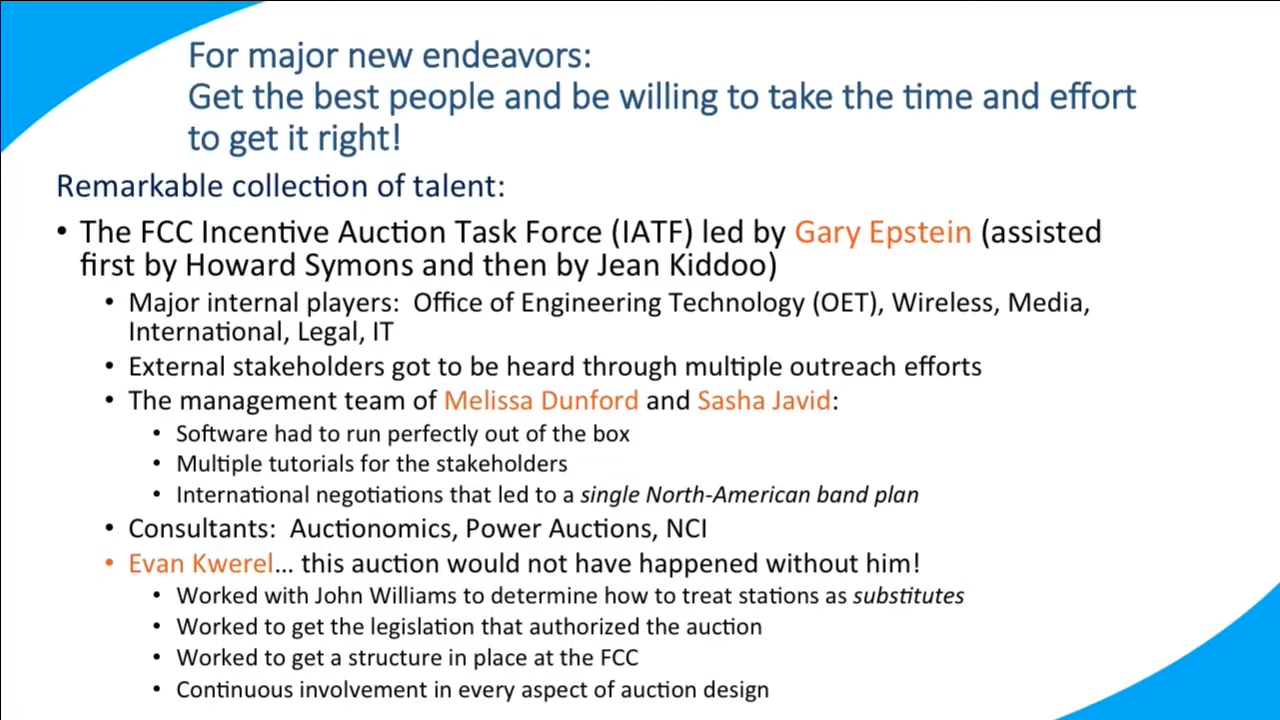 For major new endeavors:
Get the best people and be willing to take the time and effort
to get it right!
Remarkable collection of talent:
• The FCC Incentive Auction Task Force (IATF) led by Gary Epstein (assisted
first by Howard Symons and then by Jean Kiddoo)
• Major internal players:  Office of Engineering Technology (OET), Wireless, Media,
International, Legal, IT
• External stakeholders got to be heard through multiple outreach efforts
• The management team of Melissa Dunford and Sasha Javid:
• Software had to run perfectly out of the box
• Multiple tutorials for the stakeholders
• International negotiations that led to a single North-American band plan
• Consultants:  Auctionomics, Power Auctions, NCI
• Evan Kwerel… this auction would not have happened without him!
• Worked with John Williams to determine how to treat stations as substitutes
• Worked to get the legislation that authorized the auction
• Worked to get a structure in place at the FCC
• Continuous involvement in every aspect of auction design